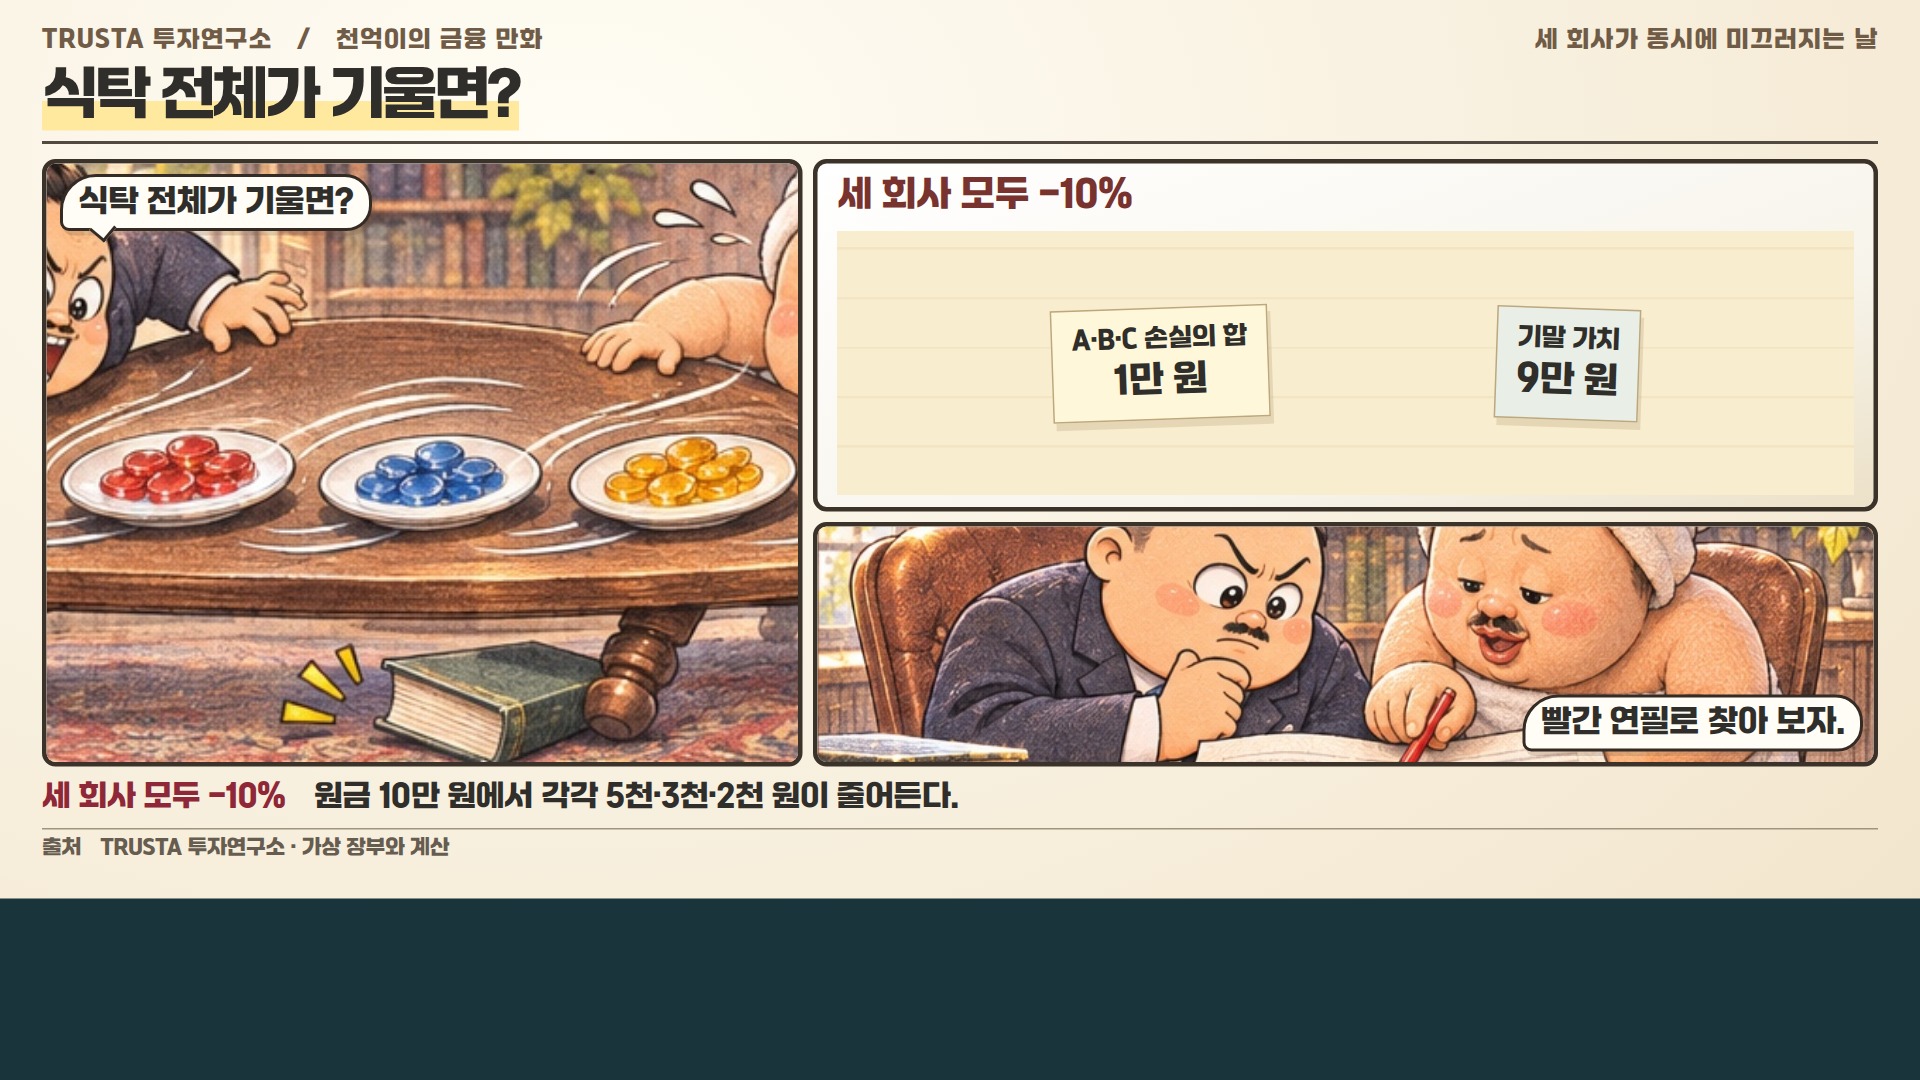 TRUSTA 투자연구소 / 천억이의 금융 만화
세 회사가 동시에 미끄러지는 날
식탁 전체가 기울면?
식탁 전체가 기울면?
세 회사 모두 −10%
A·B·C 손실의 합
1만 원
기말 가치
9만 원
빨간 연필로 찾아 보자.
세 회사 모두 −10% 원금 10만 원에서 각각 5천·3천·2천 원이 줄어든다.
출처 TRUSTA 투자연구소 · 가상 장부와 계산